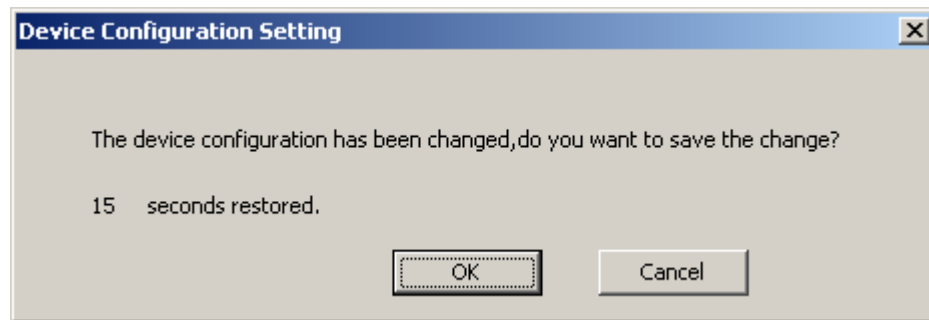 Device Configuration Setting
The device configuration has been changed,do you want to save the change?
15 seconds restored.
OK Cancel